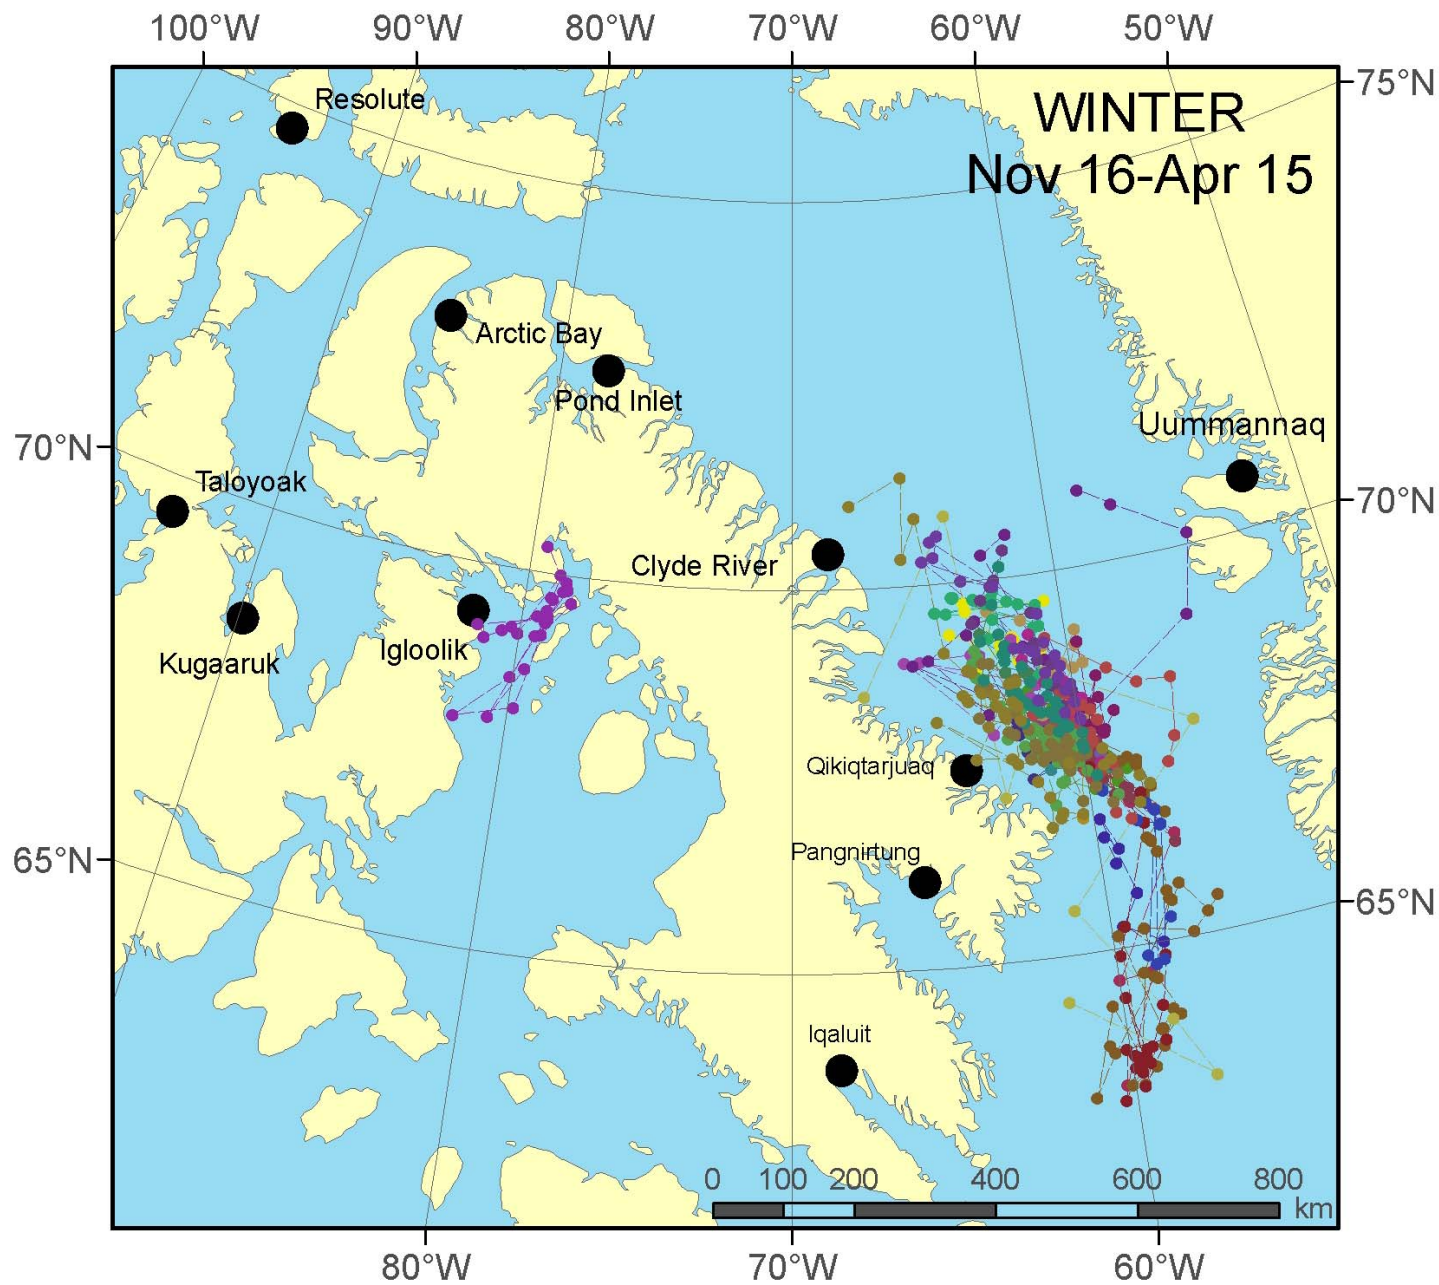 100°W 90°W 80°W 70°W 60°W 50°W
75°N
WINTER
Nov 16-Apr 15
Resolute
Arctic Bay
Pond Inlet
Uummannaq
70°N
Taloyoak
70°N
Clyde River
Igloolik
Kugaaruk
Qikiqtarjuaq
Pangnirtung
65°N
65°N
Iqaluit
0 100 200 400 600 800
km
80°W 70°W 60°W